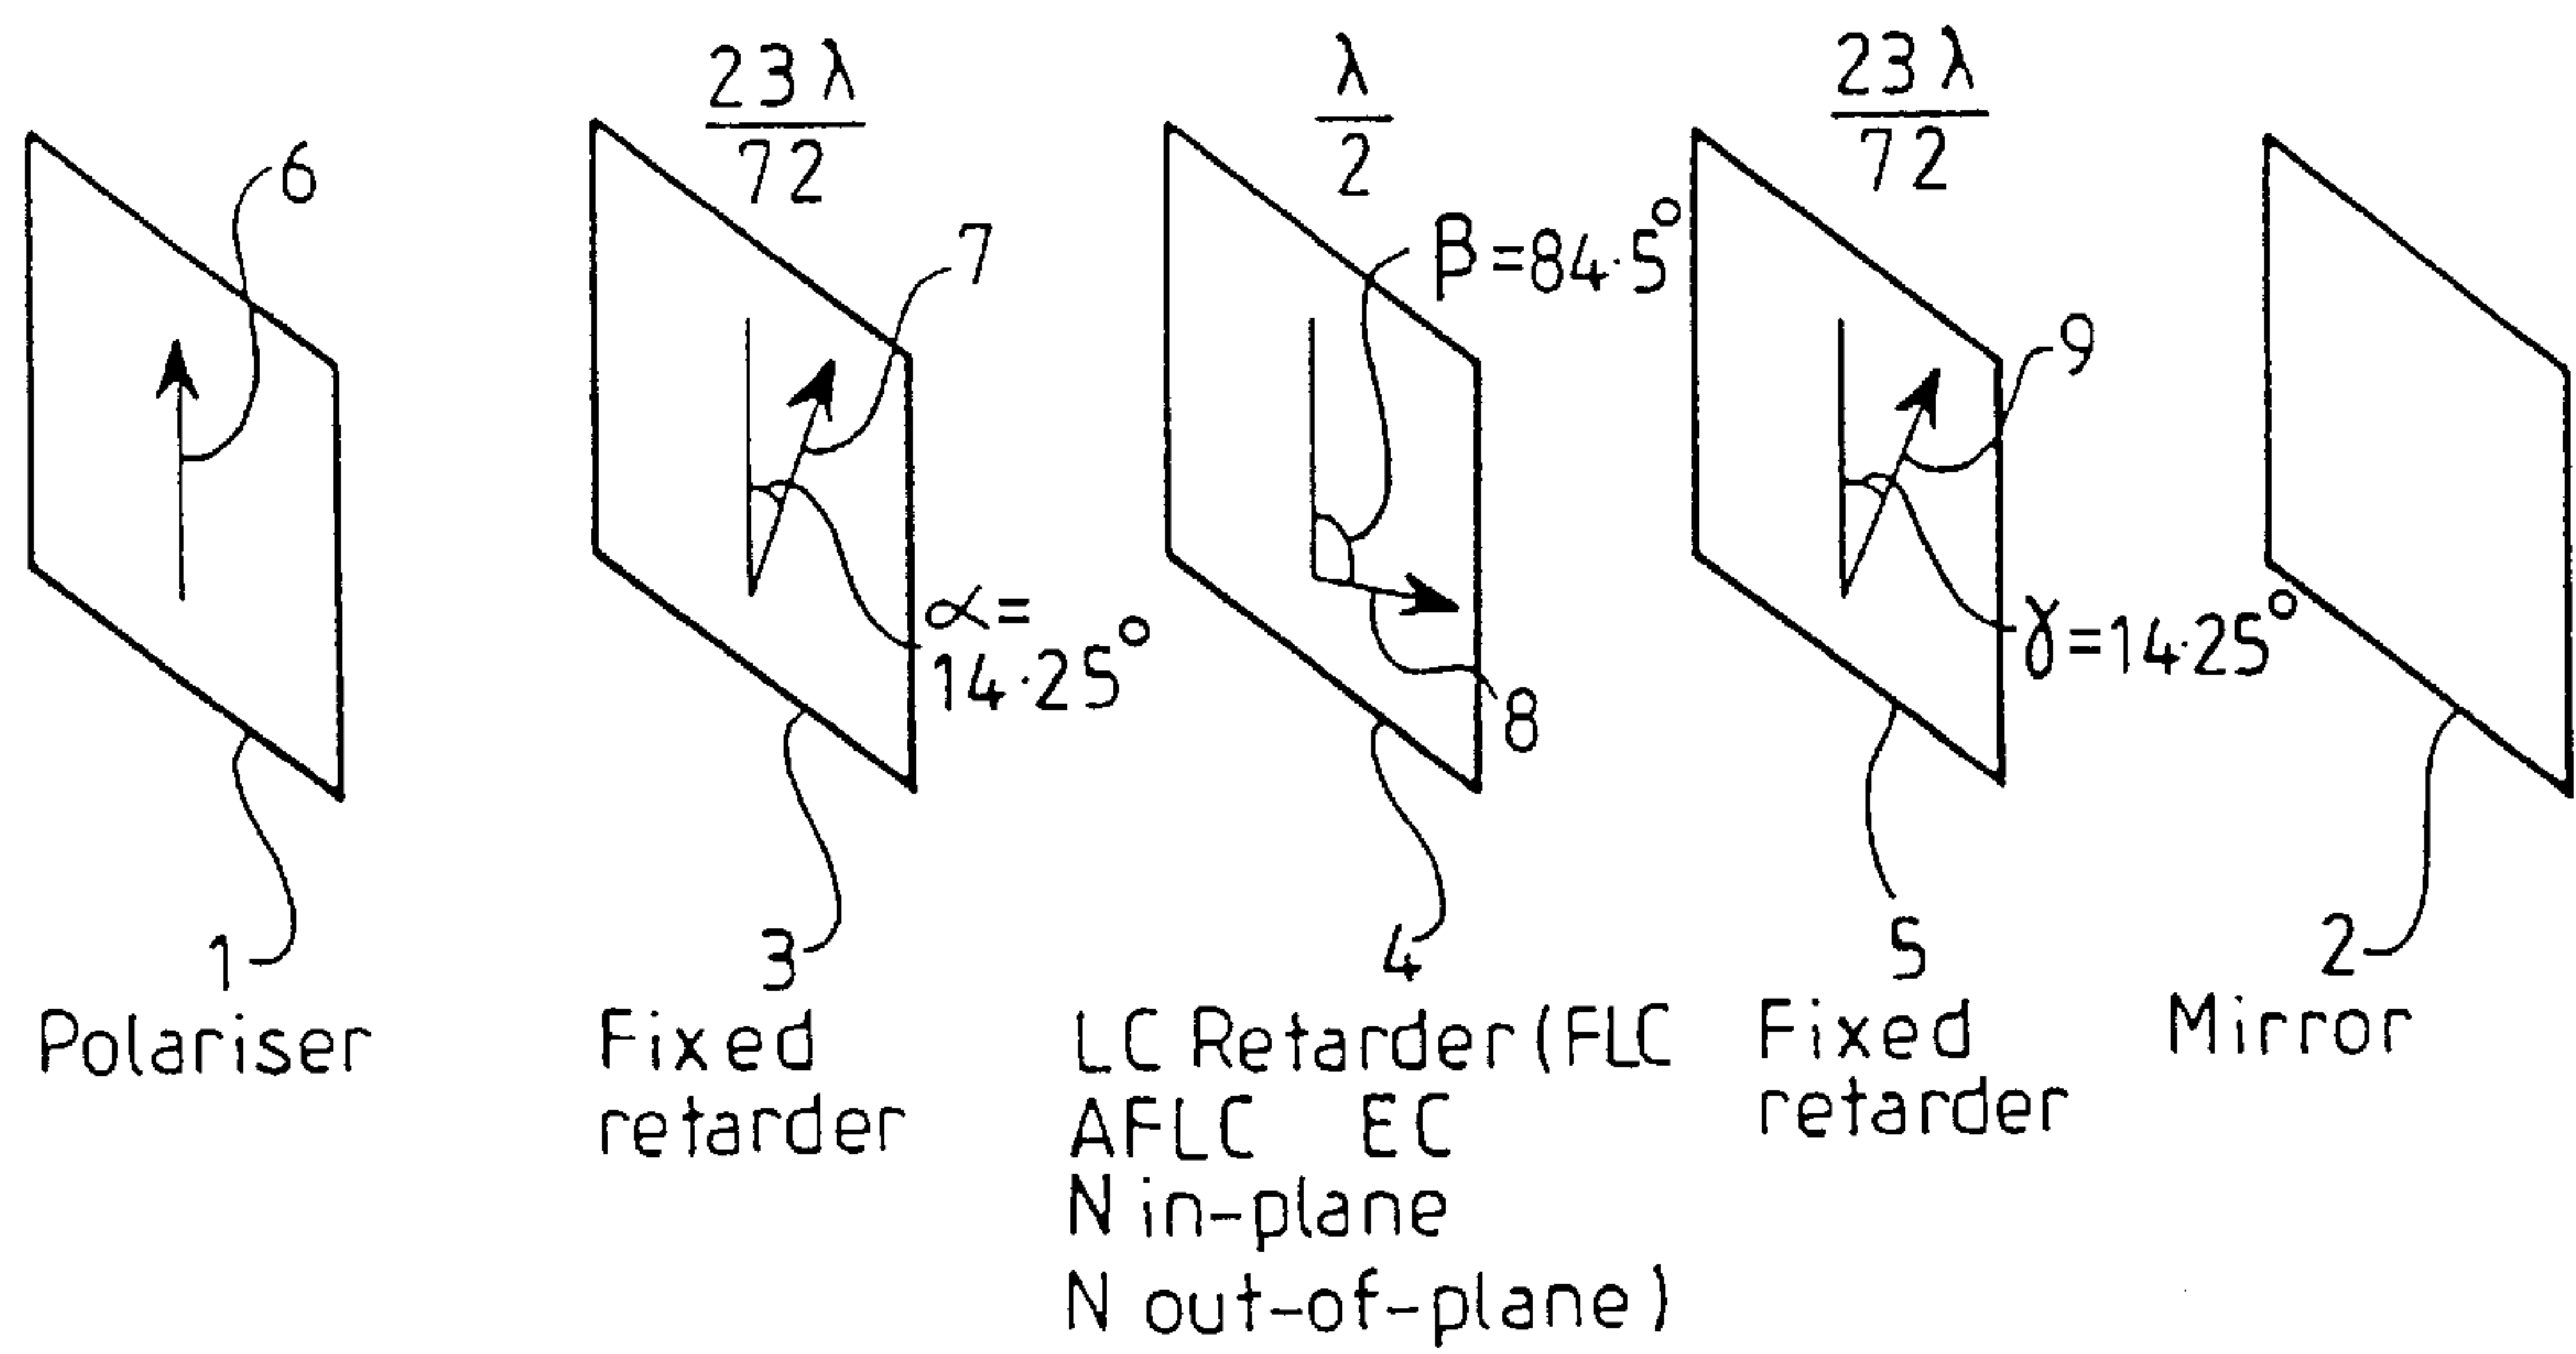 23λ
72
λ
2
23λ
72
6
7
β=84·5°
9
α=
14·25°
8
γ=14·25°
1
Polariser
3
Fixed
retarder
4
LC Retarder (FLC
AFLC EC
N in-plane
N out-of-plane)
5
Fixed
retarder
2
Mirror